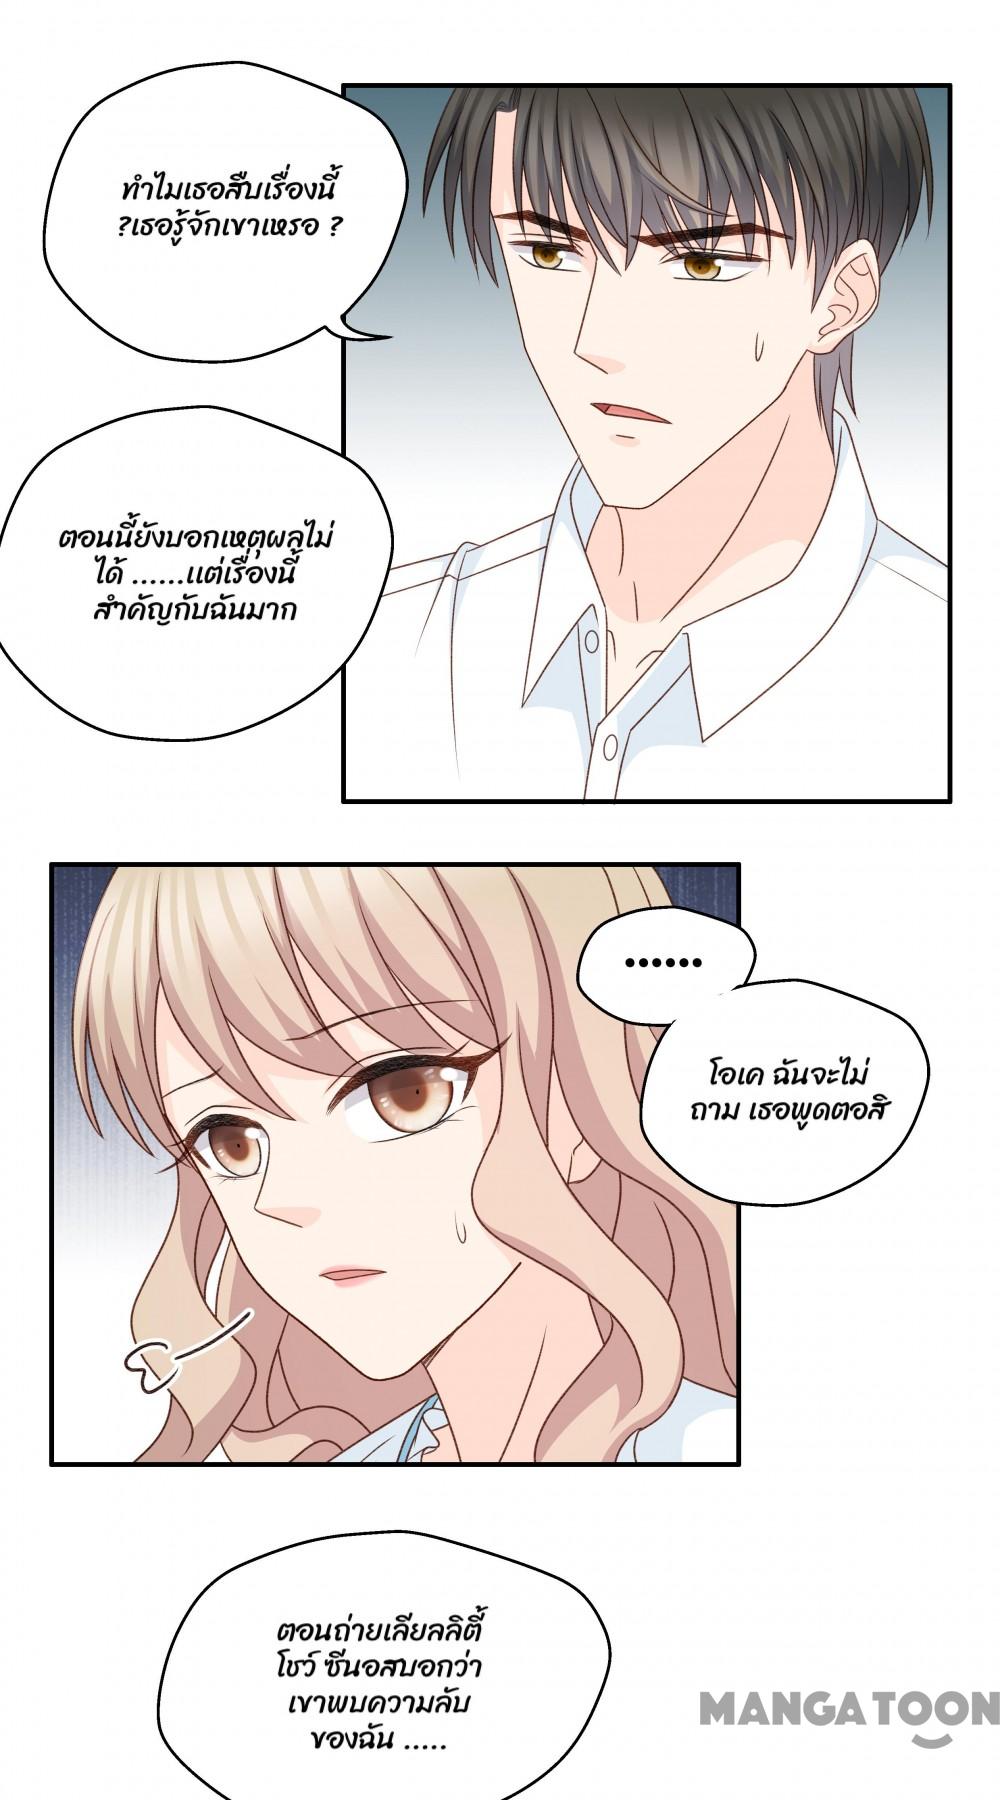 ทำไมเธอสืบเรื่องนี้
?เธอรู้จักเขาเหรอ ?
ตอนนี้ยังบอกเหตุผลไม่
ได้ ......แต่เรื่องนี้
สำคัญกับฉันมาก
......
โอเค ฉันจะไม่
ถาม เธอพูดตอสิ
ตอนถ่ายเลียลลิตี้
โชว์ ซีนอสบอกว่า
เขาพบความลับ
ของฉัน .....
MANGATOON